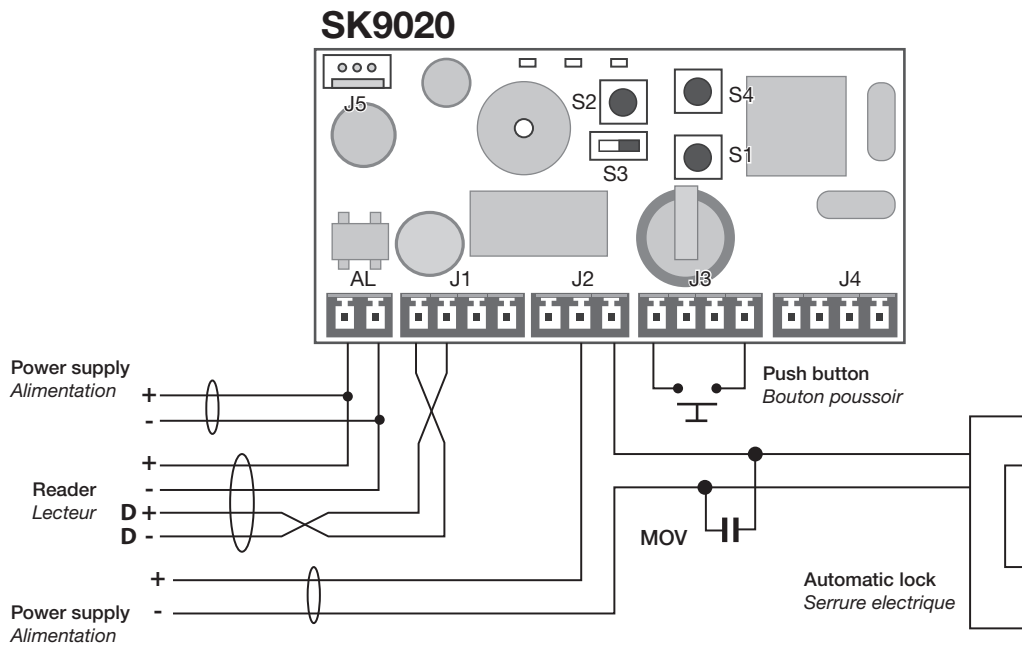 SK9020
J5
S2
S4
S3
S1
AL
J1
J2
J3
J4
Power supply
Alimentation
+
-
Push button
Bouton poussoir
Reader
Lecteur
+
-
D +
D -
MOV
Power supply
Alimentation
+
-
Automatic lock
Serrure electrique